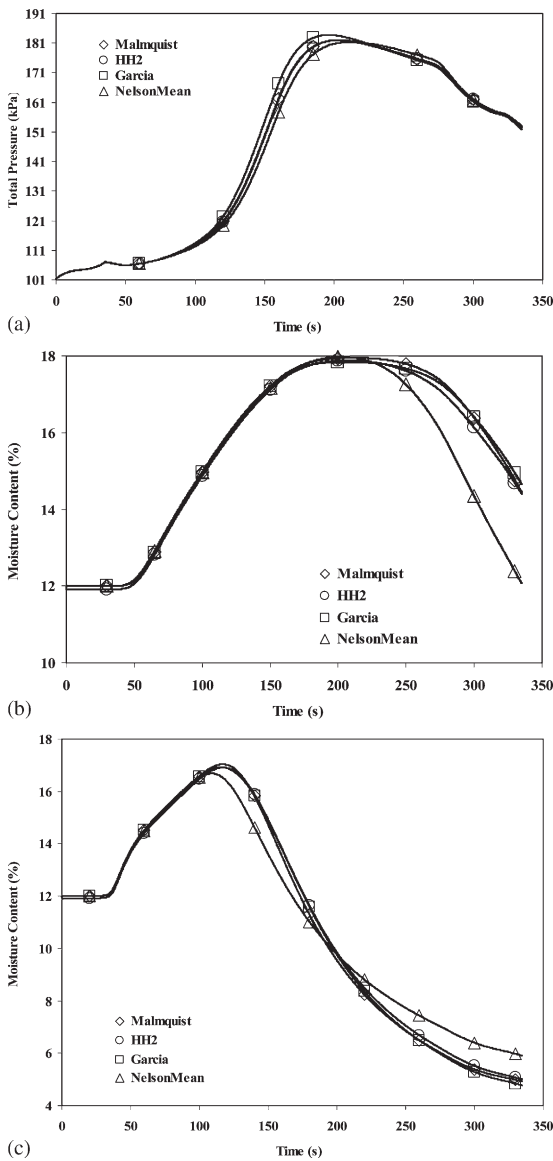 191
181
171
161
151
141
131
121
111
101
Total Pressure (kPa)
Malmquist
HH2
Garcia
NelsonMean
0 50 100 150 200 250 300 350
Time (s)
(a)
18
16
14
12
10
Moisture Content (%)
Malmquist
HH2
Garcia
NelsonMean
0 50 100 150 200 250 300 350
Time (s)
(b)
18
16
14
12
10
8
6
4
Moisture Content (%)
Malmquist
HH2
Garcia
NelsonMean
0 50 100 150 200 250 300 350
Time (s)
(c)